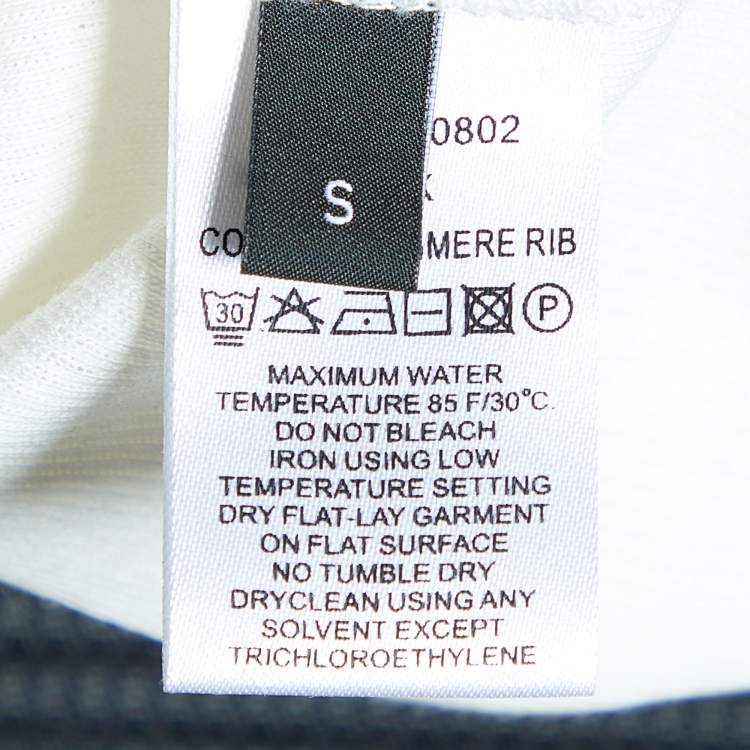 0802
S
CO
MERE RIB
30
P
MAXIMUM WATER
TEMPERATURE 85 F/30°C.
DO NOT BLEACH
IRON USING LOW
TEMPERATURE SETTING
DRY FLAT-LAY GARMENT
ON FLAT SURFACE
NO TUMBLE DRY
DRYCLEAN USING ANY
SOLVENT EXCEPT
TRICHLOROETHYLENE